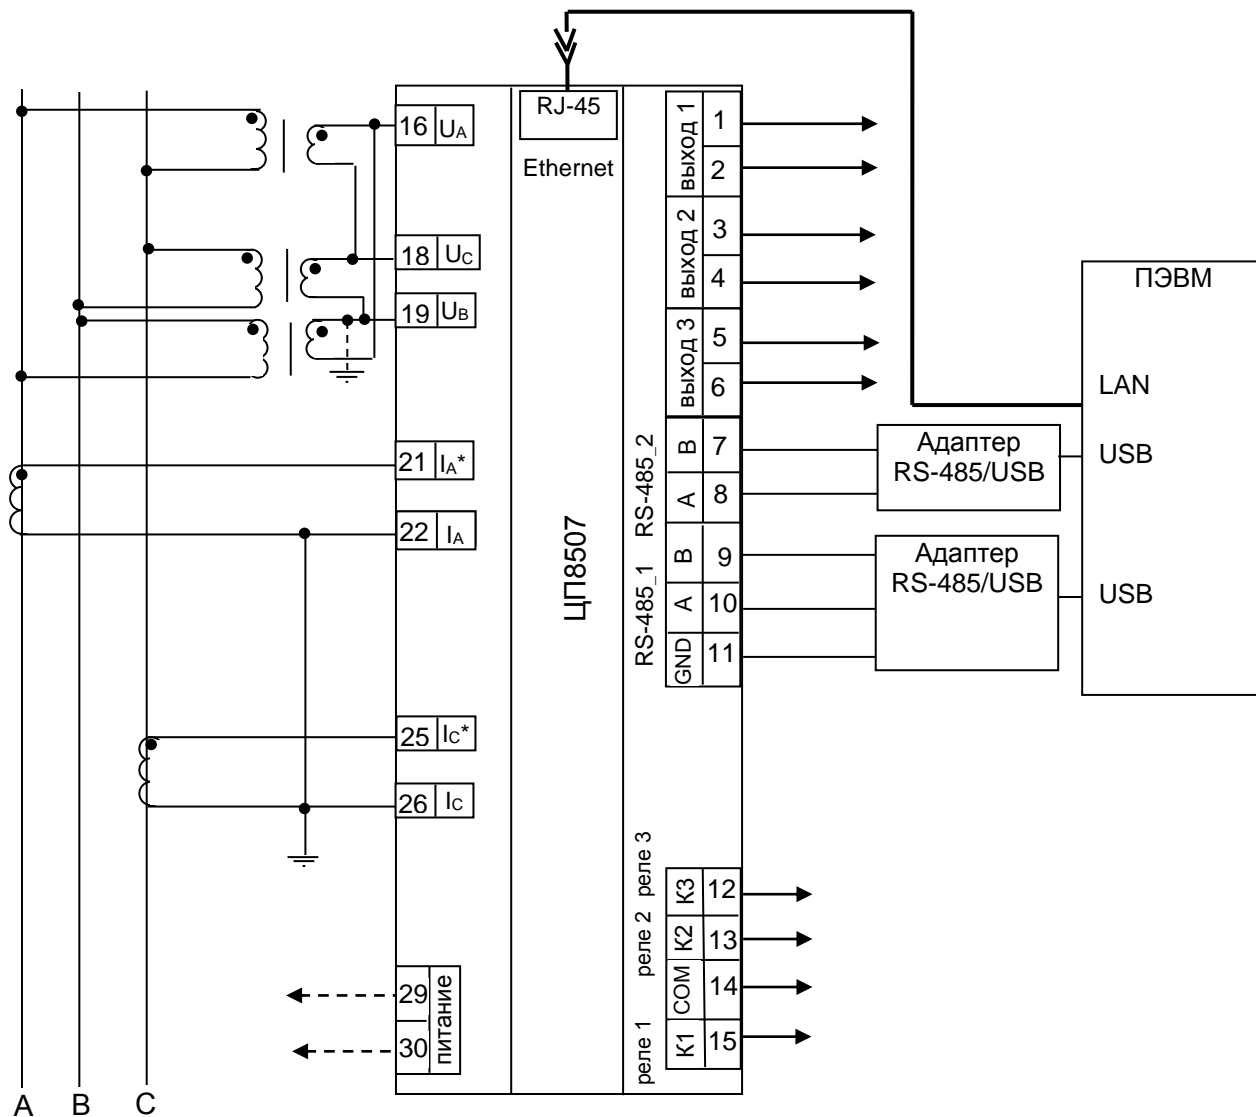 RJ-45
Ethernet
16 UA
18 UC
19 UB
21 IA*
22 IA
25 IC*
26 IC
29
30
питание
ЦП8507
выход 1
1
2
выход 2
3
4
выход 3
5
6
RS-485_2
B 7
A 8
RS-485_1
B 9
A 10
GND 11
реле 3
К3 12
реле 2
К2 13
COM 14
реле 1
К1 15
Адаптер
RS-485/USB
Адаптер
RS-485/USB
ПЭВМ
LAN
USB
USB
A B C